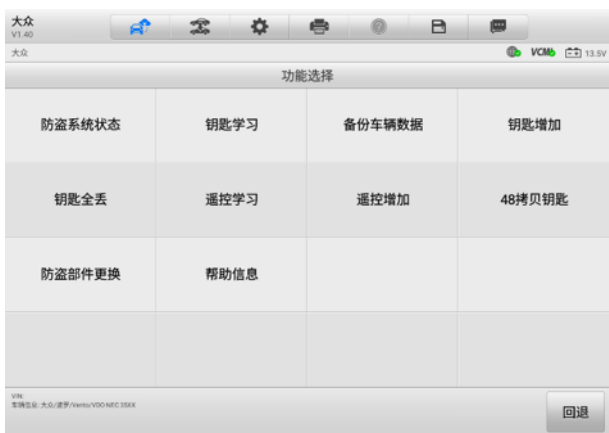 大众
V1.40
大众
VCMI
13.5V
功能选择
防盗系统状态
钥匙学习
备份车辆数据
钥匙增加
钥匙全丢
遥控学习
遥控增加
48拷贝钥匙
防盗部件更换
帮助信息
VIN:
车辆信息:大众/波罗/Vento/VDO NEC 35XX
回退